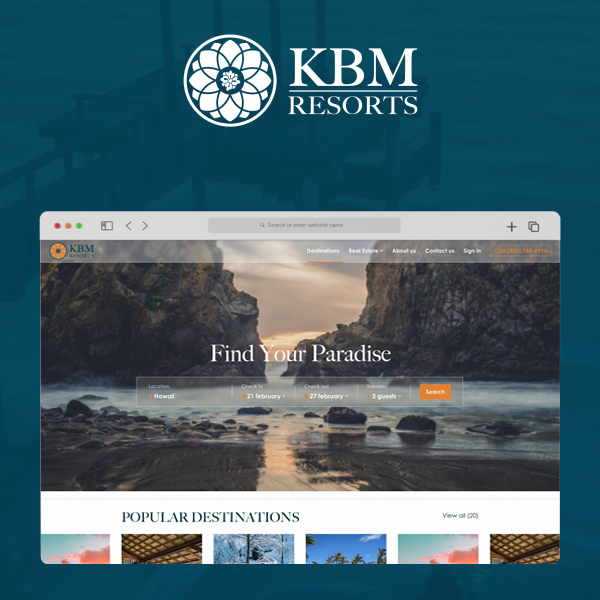 KBM
RESORTS
Search or enter website name
KBM
RESORTS
Destinations Real Estate About us Contact us Sign in
Find Your Paradise
Location Check in Check out Travelers
Hawaii 21 february 27 february 2 guests Search
POPULAR DESTINATIONS View all (20)